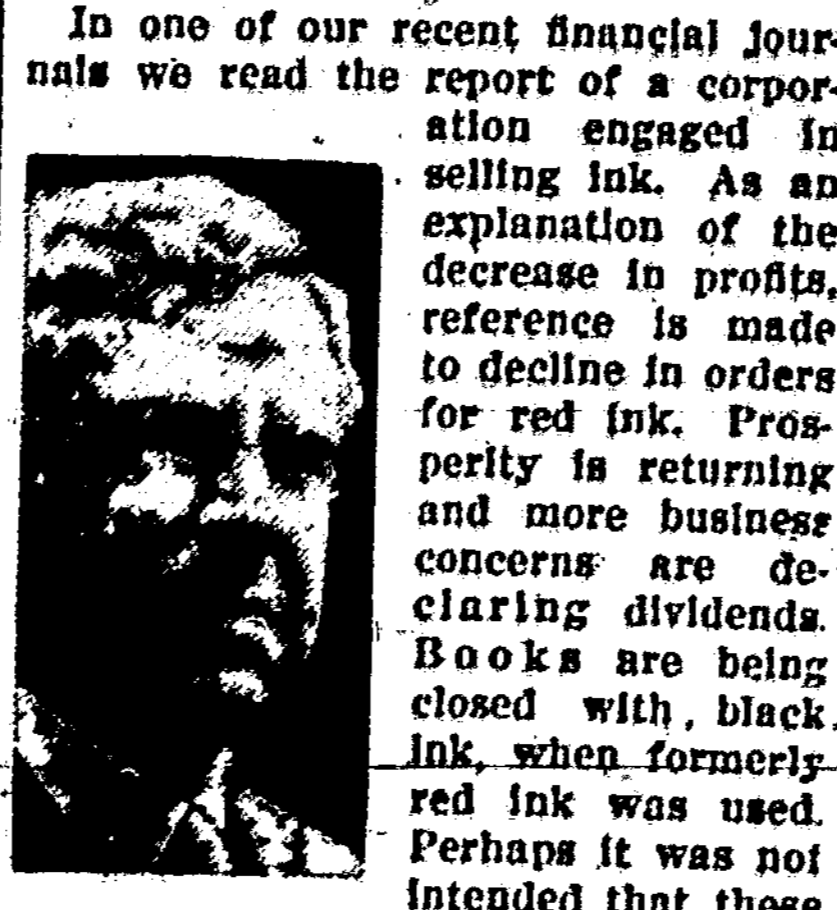 In one of our recent financial jour-
nals we read the report of a corpor-
ation engaged in
selling ink. As an
explanation of the
decrease in profits,
reference is made
to decline in orders
for red ink. Pros-
perity is returning
and more business
concerns are de-
claring dividends.
Books are being
closed with, black
ink, when formerly
red ink was used.
Perhaps it was not
intended that these